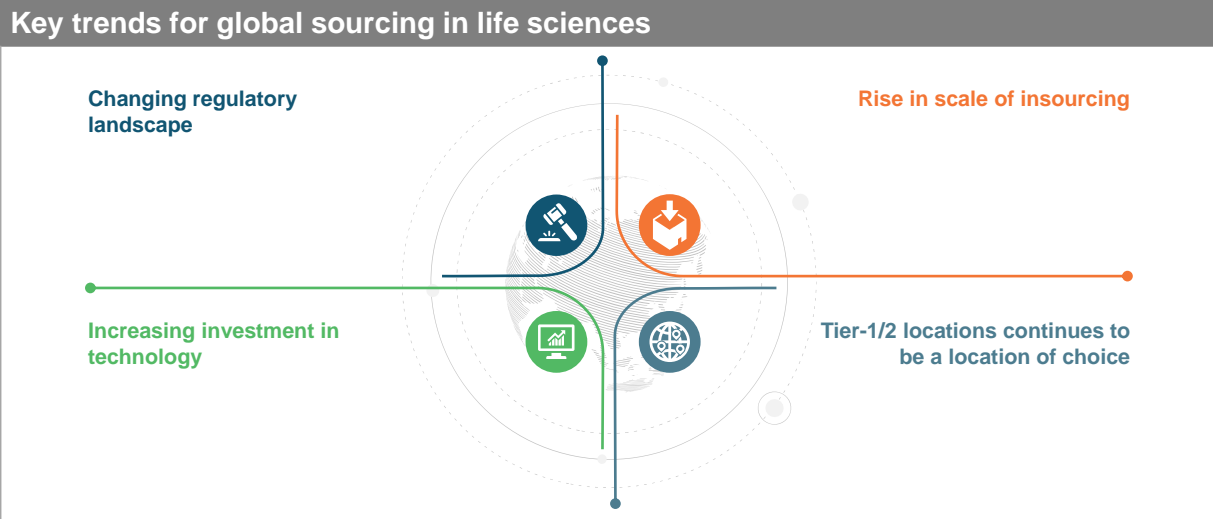 Key trends for global sourcing in life sciences
Changing regulatory
landscape
Rise in scale of insourcing
Increasing investment in
technology
Tier-1/2 locations continues to
be a location of choice